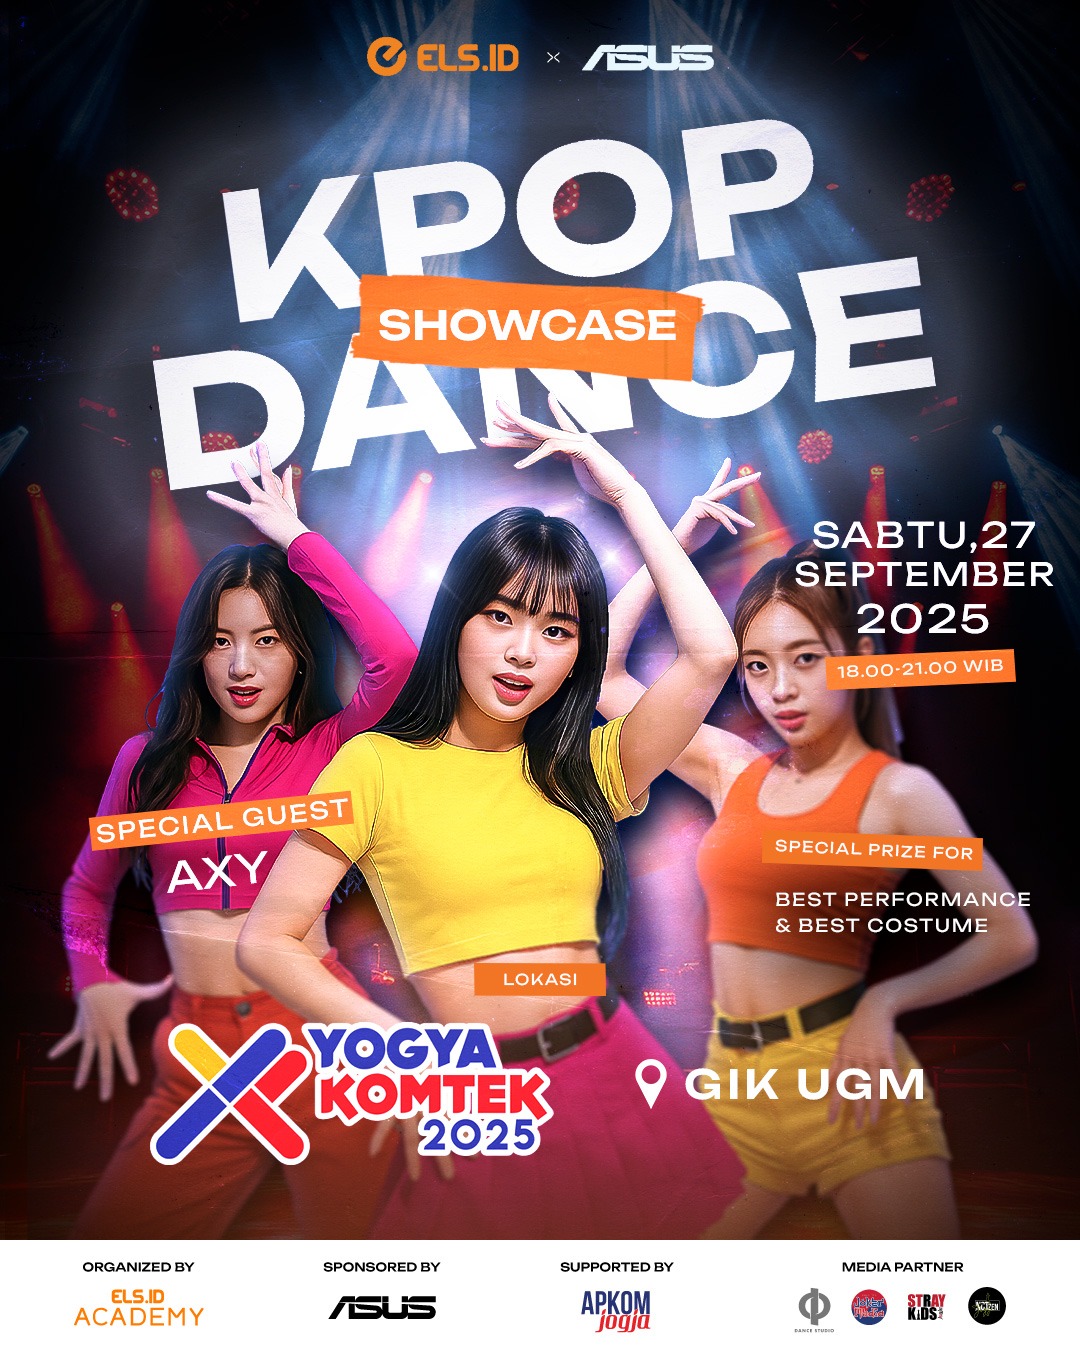 ELS.ID × ASUS
KPOP
DANCE
SHOWCASE
SABTU,27
SEPTEMBER
2025
18.00-21.00 WIB
SPECIAL GUEST
AXY
SPECIAL PRIZE FOR
BEST PERFORMANCE
& BEST COSTUME
LOKASI
YOGYA
KOMTEK
2025
GIK UGM
ORGANIZED BY
ELS.ID
ACADEMY
SPONSORED BY
ASUS
SUPPORTED BY
APKOM
jogja
MEDIA PARTNER
DANCE STUDIO
STRAY
KIDS